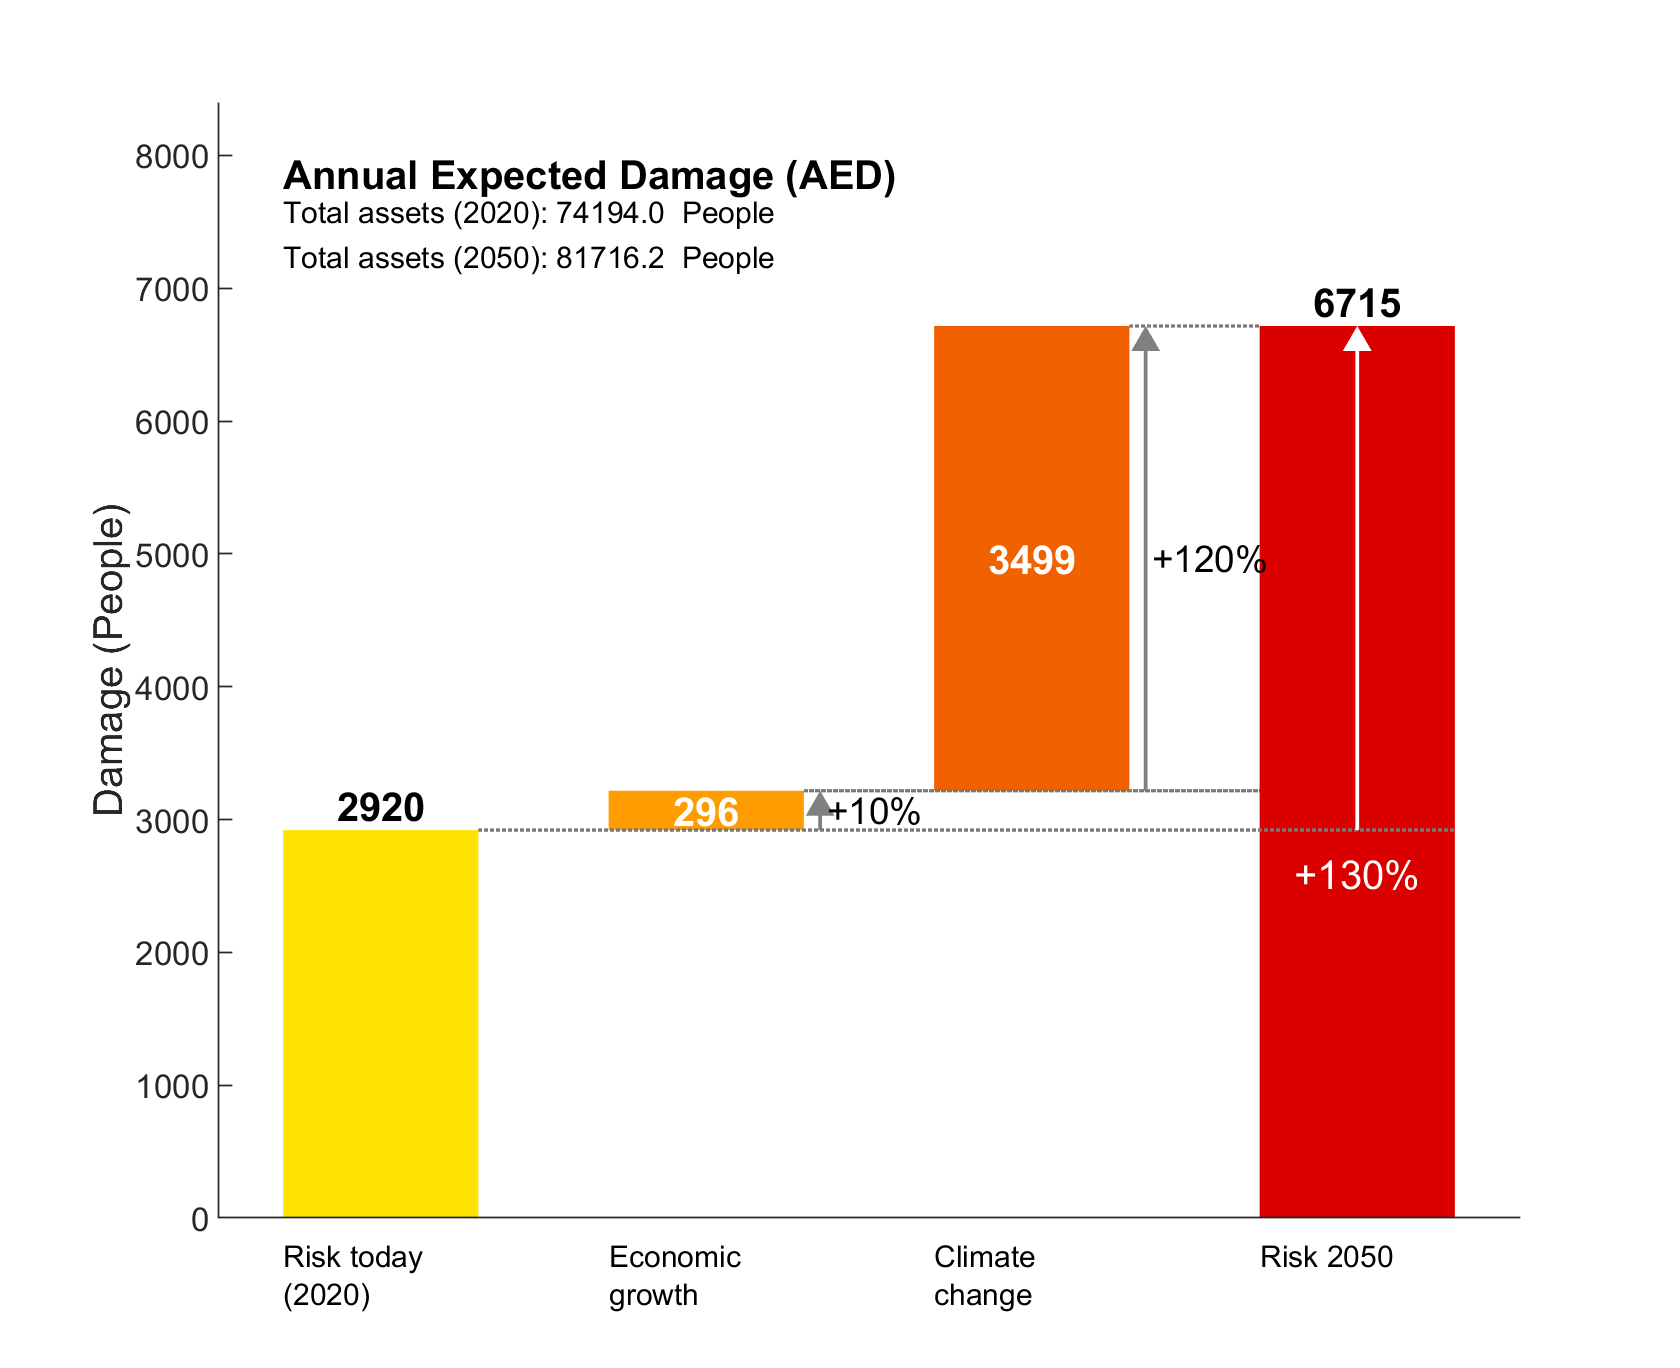 Annual Expected Damage (AED)
Total assets (2020): 74194.0  People
Total assets (2050): 81716.2  People
Damage (People)
8000
7000
6000
5000
4000
3000
2000
1000
0
2920
296
+10%
3499
+120%
6715
+130%
Risk today
(2020)
Economic
growth
Climate
change
Risk 2050